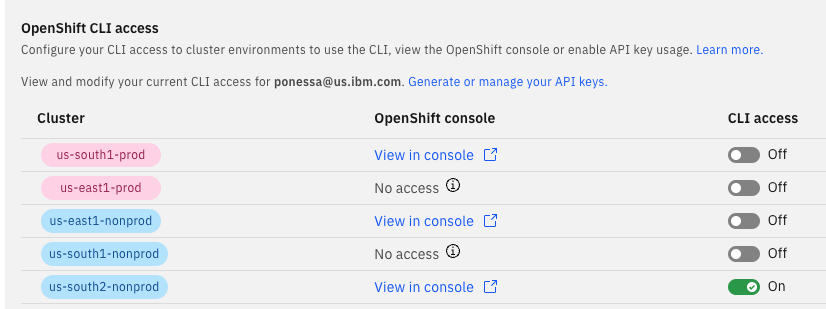 OpenShift CLI access
Configure your CLI access to cluster environments to use the CLI, view the OpenShift console or enable API key usage. Learn more.
View and modify your current CLI access for ponessa@us.ibm.com. Generate or manage your API keys.
Cluster OpenShift console CLI access
us-south1-prod View in console Off
us-east1-prod No access Off
us-east1-nonprod View in console Off
us-south1-nonprod No access Off
us-south2-nonprod View in console On